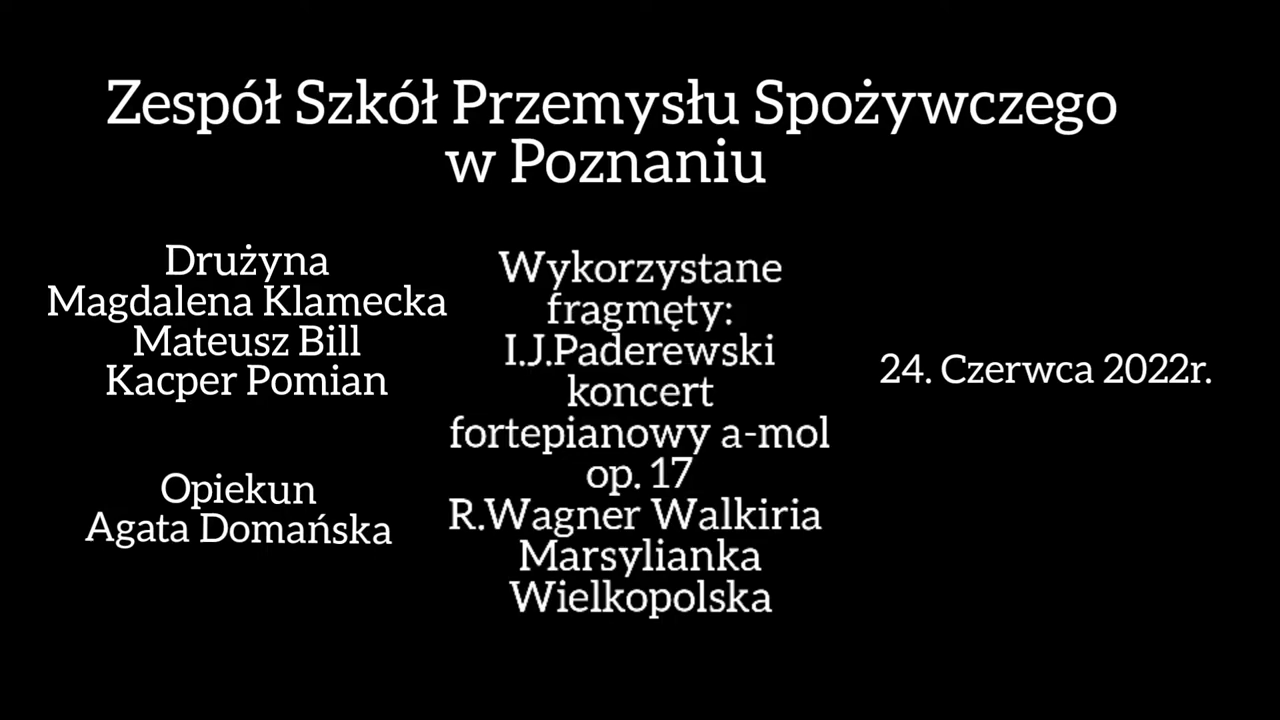 Zespół Szkół Przemysłu Spożywczego
w Poznaniu
Drużyna
Magdalena Klamecka
Mateusz Bill
Kacper Pomian
Opiekun
Agata Domańska
Wykorzystane
fragmęty:
I.J.Paderewski
koncert
fortepianowy a-mol
op. 17
R.Wagner Walkiria
Marsylianka
Wielkopolska
24. Czerwca 2022r.